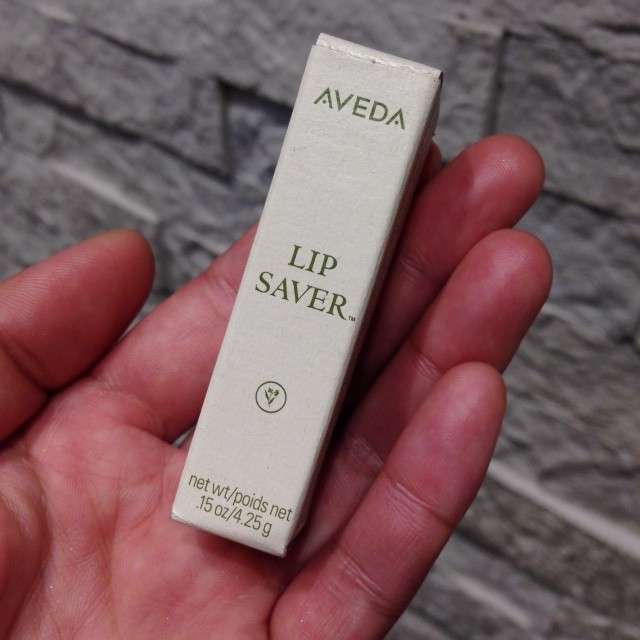 AVEDA
LIP
SAVER™
net wt/poids net
.15 oz/4.25 g